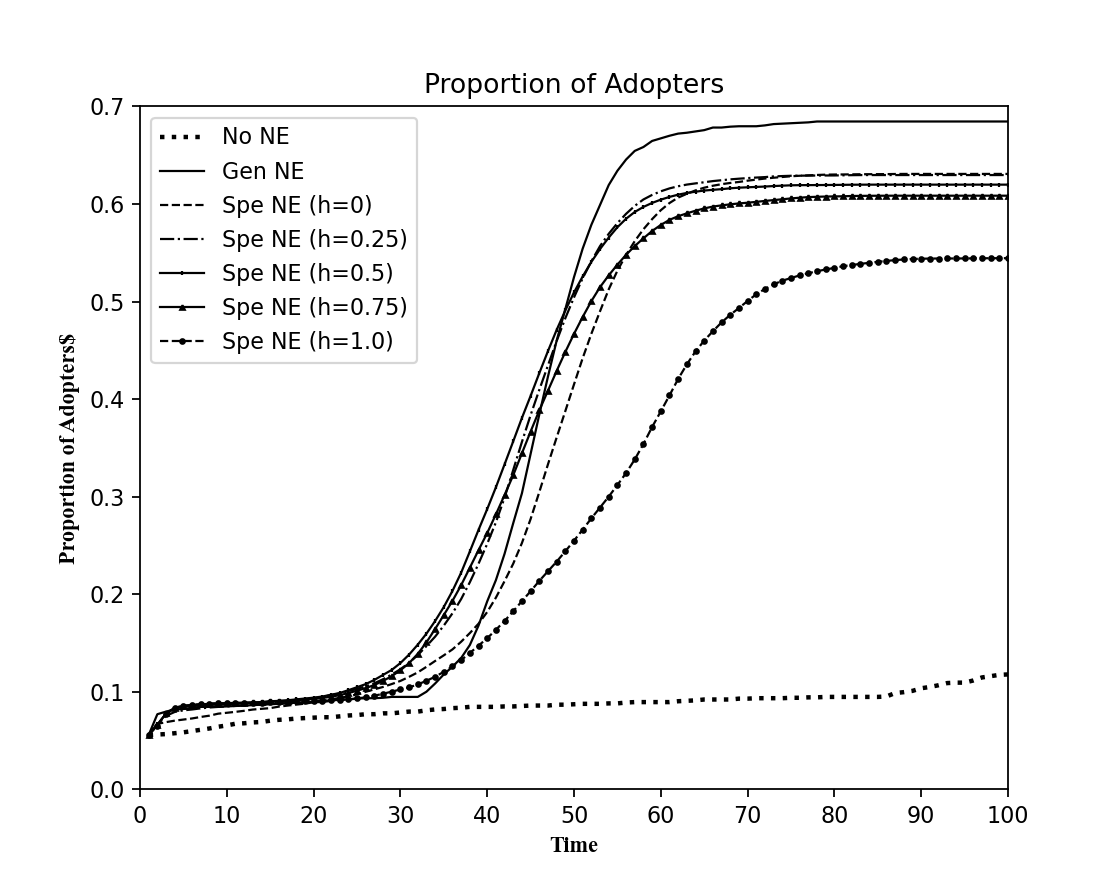 Proportion of Adopters
0.7
0.6
0.5
0.4
0.3
0.2
0.1
0.0
Proportion of Adopters$
No NE
Gen NE
Spe NE (h=0)
Spe NE (h=0.25)
Spe NE (h=0.5)
Spe NE (h=0.75)
Spe NE (h=1.0)
0 10 20 30 40 50 60 70 80 90 100
Time